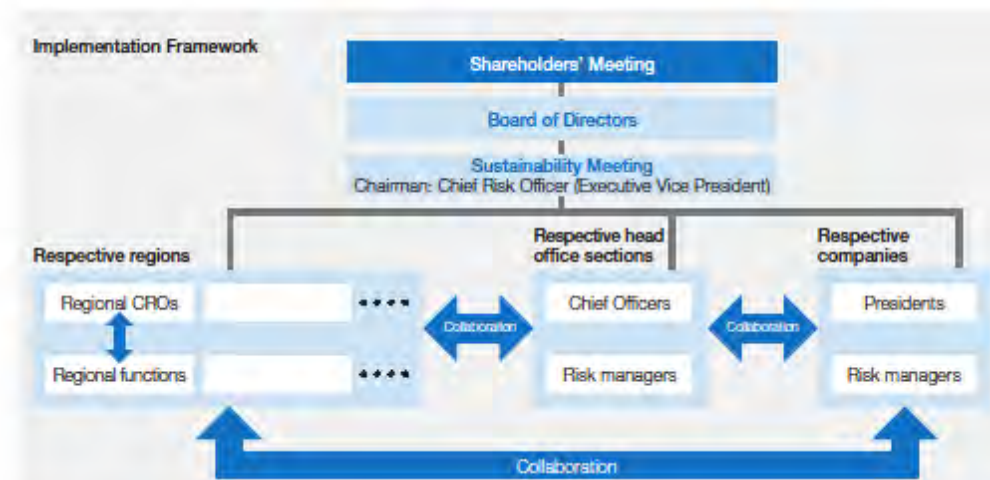 Implementation Framework
Shareholders' Meeting
Board of Directors
Sustainability Meeting
Chairman: Chief Risk Officer (Executive Vice President)
Respective regions
Respective head
office sections
Respective
companies
Regional CROs
Chief Officers
Presidents
Collaboration
Collaboration
Regional functions
Risk managers
Risk managers
Collaboration